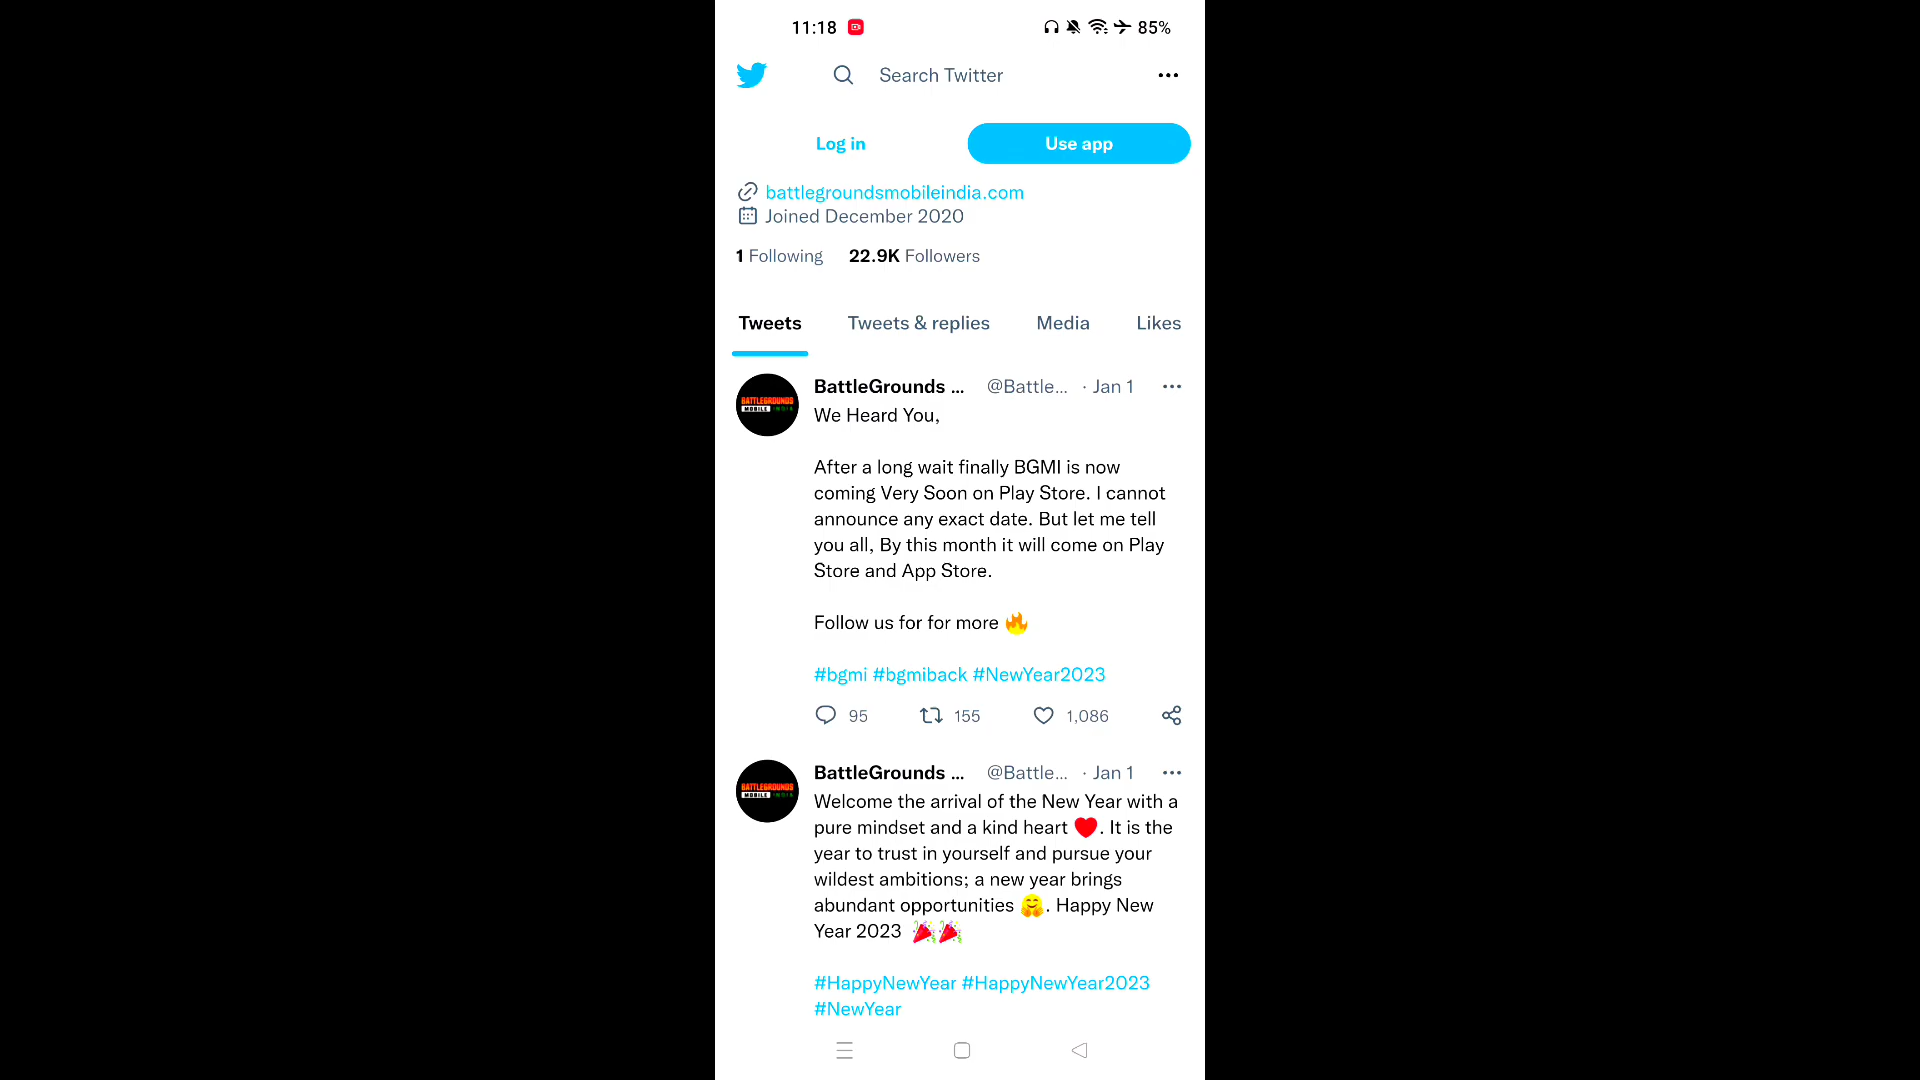 11:18 85%
Search Twitter
Log in Use app
battlegroundsmobileindia.com
Joined December 2020
1 Following 22.9K Followers
Tweets Tweets & replies Media Likes
BattleGrounds ... @Battle... · Jan 1
BATTLEGROUNDS
MOBILE INDIA
We Heard You,
After a long wait finally BGMI is now
coming Very Soon on Play Store. I cannot
announce any exact date. But let me tell
you all, By this month it will come on Play
Store and App Store.
Follow us for for more 🔥
#bgmi #bgmiback #NewYear2023
95 155 1,086
BattleGrounds ... @Battle... · Jan 1
BATTLEGROUNDS
MOBILE INDIA
Welcome the arrival of the New Year with a
pure mindset and a kind heart ❤️. It is the
year to trust in yourself and pursue your
wildest ambitions; a new year brings
abundant opportunities 🤗. Happy New
Year 2023 🎉🎉
#HappyNewYear #HappyNewYear2023
#NewYear